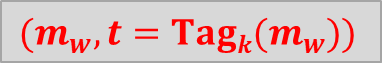 (m_w, t = Tag_k(m_w))